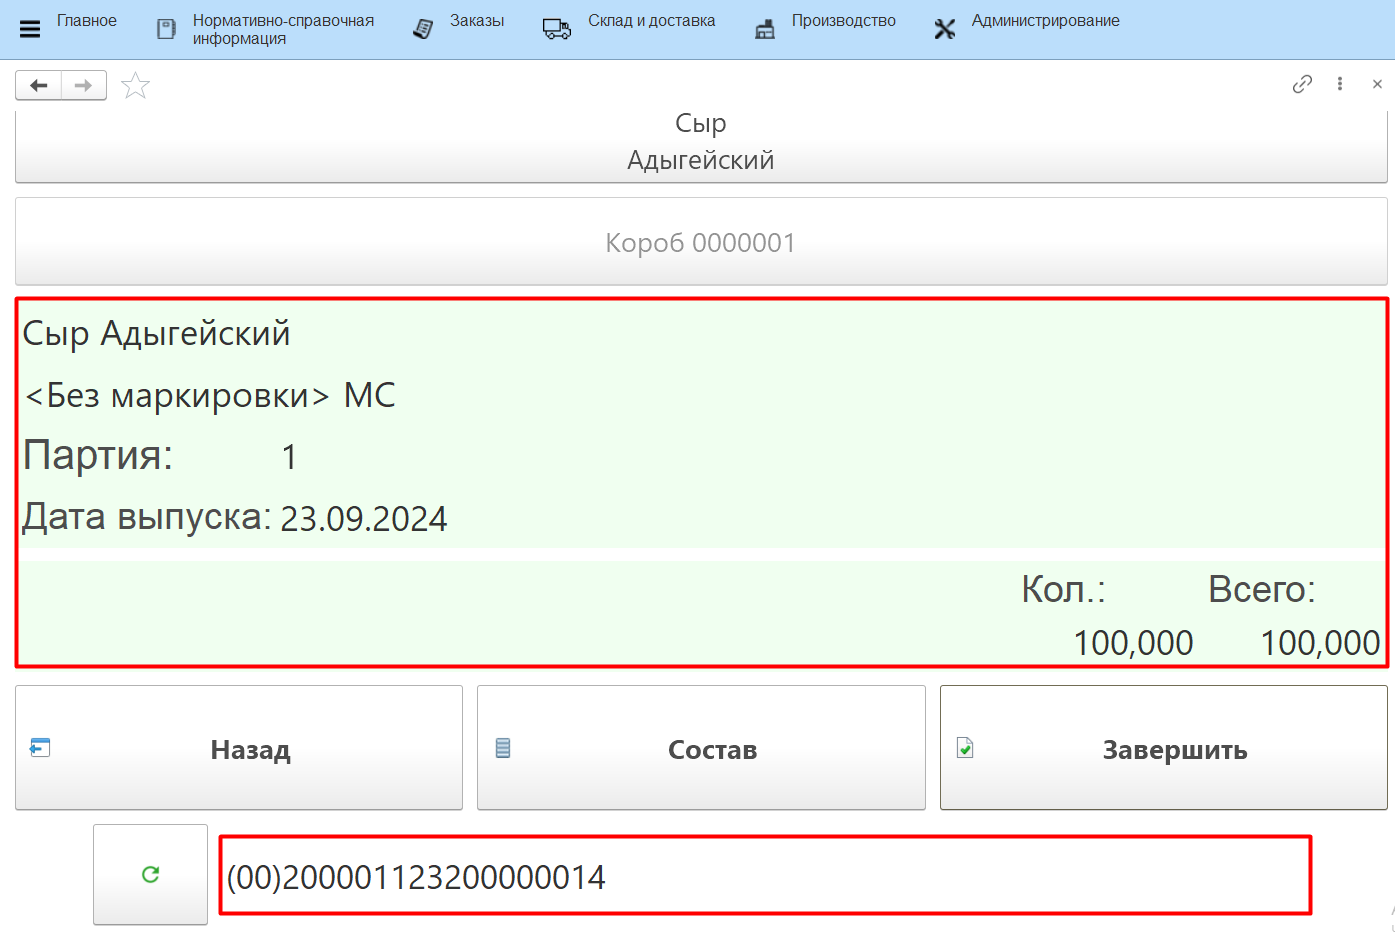 Главное
Нормативно-справочная
информация
Заказы
Склад и доставка
Производство
Администрирование
Сыр
Адыгейский
Короб 0000001
Сыр Адыгейский
<Без маркировки> МС
Партия: 1
Дата выпуска: 23.09.2024
Кол.: Всего:
100,000 100,000
Назад
Состав
Завершить
(00)200001123200000014